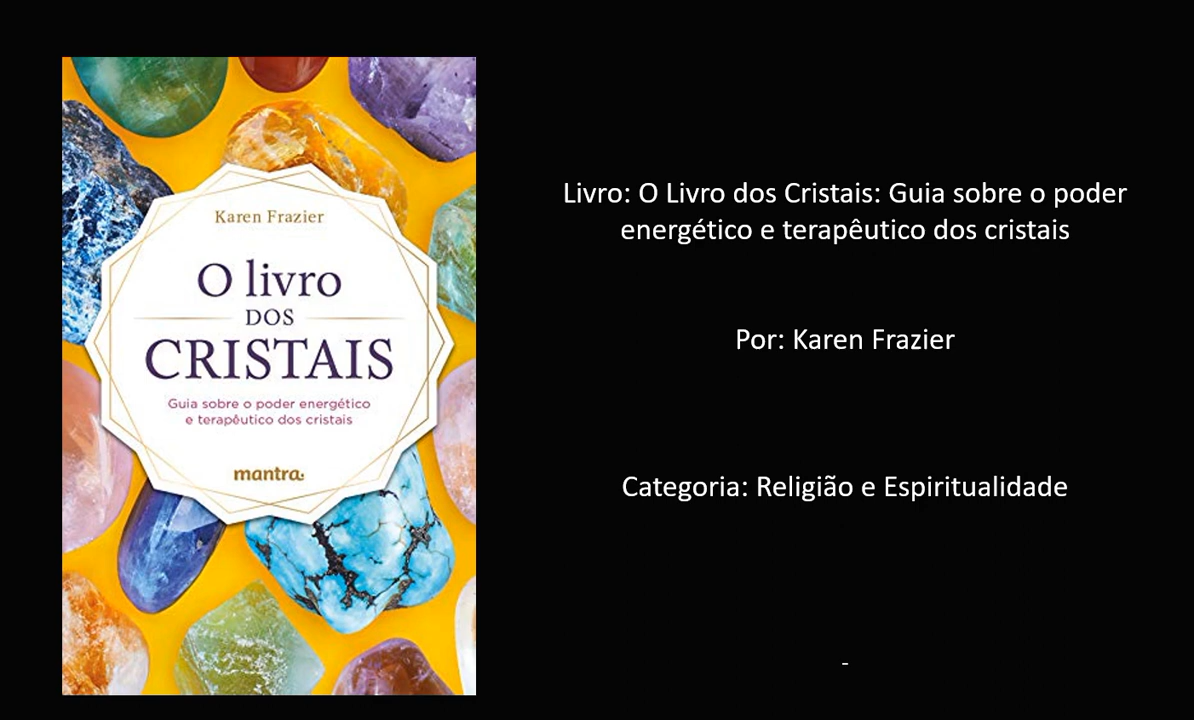 Karen Frazier
O livro
DOS
CRISTAIS
Guia sobre o poder energético
e terapêutico dos cristais
mantra.
Livro: O Livro dos Cristais: Guia sobre o poder
energético e terapêutico dos cristais
Por: Karen Frazier
Categoria: Religião e Espiritualidade
-